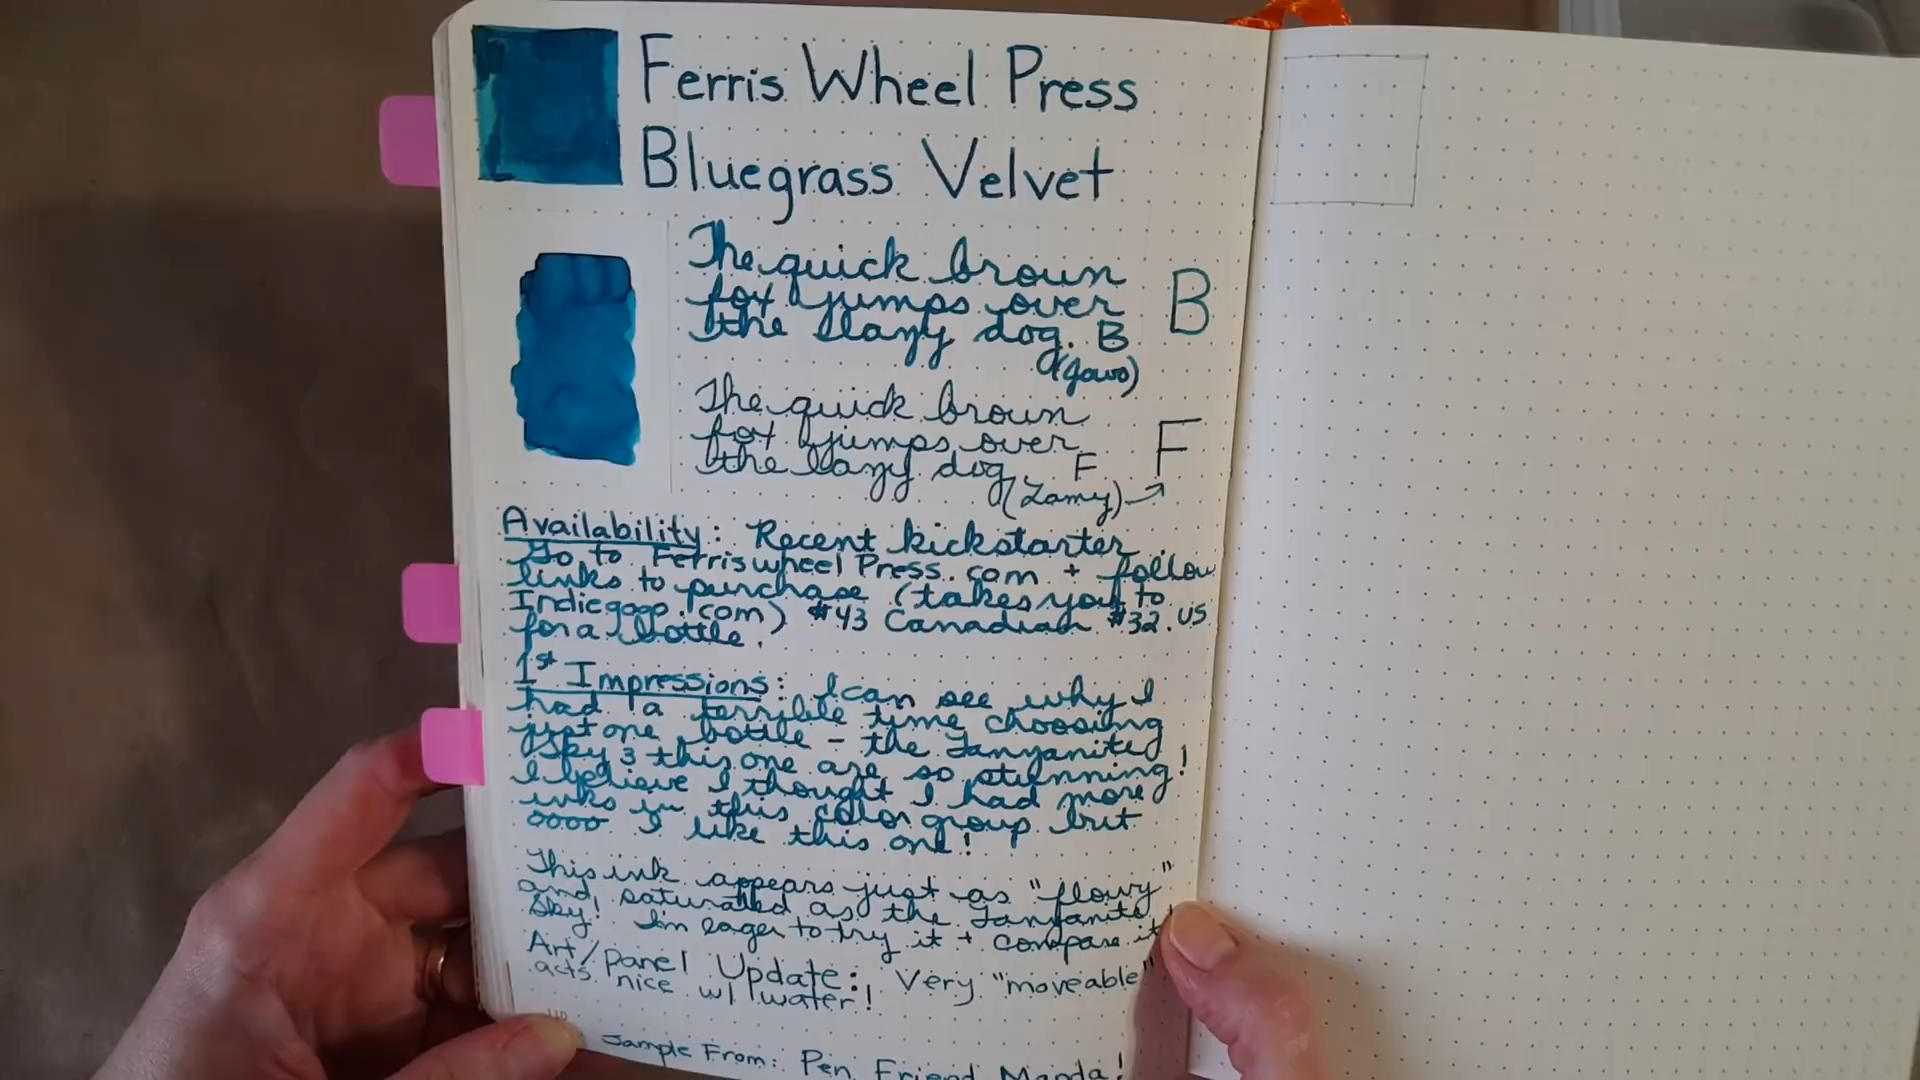 Ferris Wheel Press
Bluegrass Velvet
The quick brown
fox jumps over
the lazy dog. B
(Jowo)
B
The quick brown
fox jumps over
the lazy dog F
(Lamy)→
F
Availability: Recent kickstarter
Go to Ferriswheel Press.com + follow
links to purchase (takes you to
Indiegogo.com) $43 Canadian $32. US
for a bottle.
1st Impressions: I can see why I
had a terrible time choosing
just one bottle - the Tanzanite
Sky & this one are so stunning!
I believe I thought I had more
inks in this color group but
oooo I like this one!
This ink appears just as "flowy"
and saturated as the Tanzanite
Sky! I'm eager to try it + compare it!
Art/Panel Update: Very "moveable"
acts nice w/ water!
110
Sample From: Pen Friend Manda!